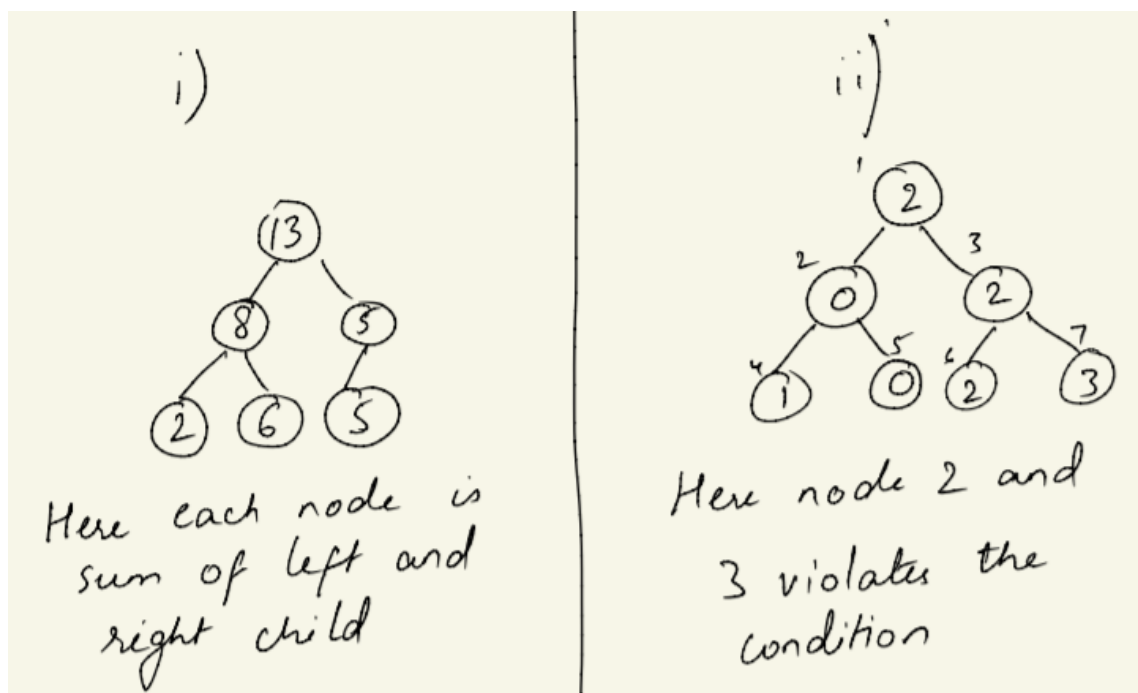 i)
13
8 5
2 6 5
Here each node is
sum of left and
right child
ii)
1
2
2 3
0 2
4 5 6 7
1 0 2 3
Here node 2 and
3 violates the
condition